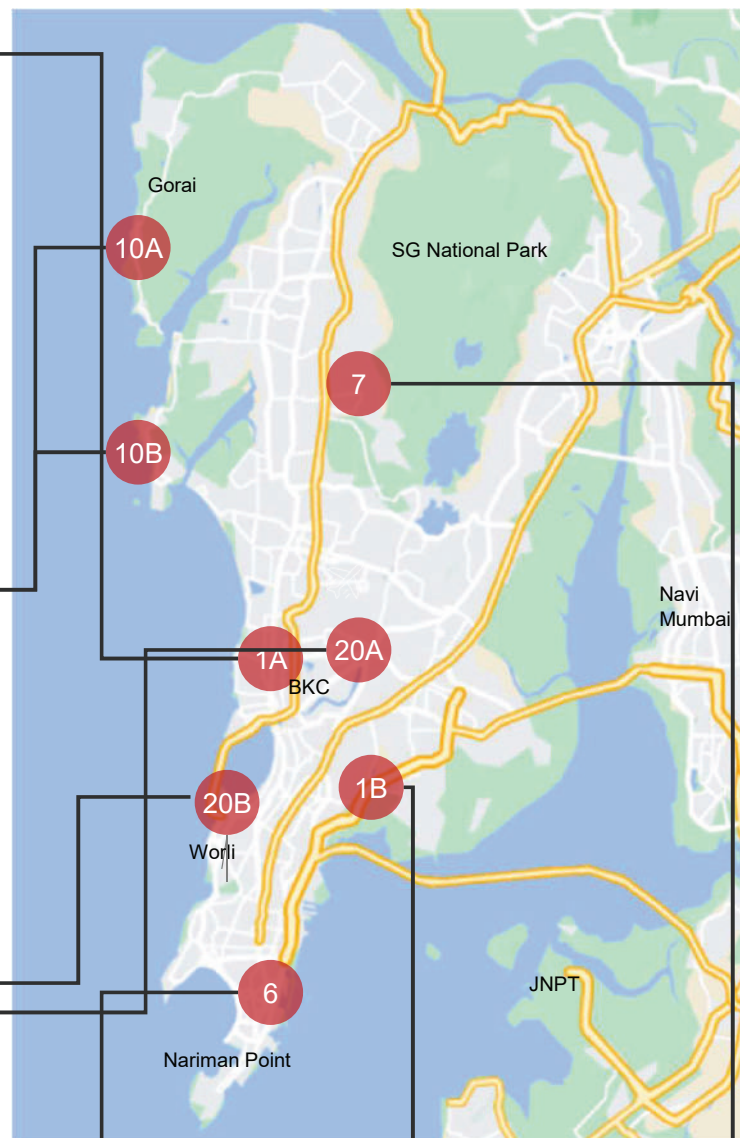 Gorai
10A
SG National Park
7
10B
Navi
Mumbai
1A
20A
BKC
1B
20B
Worli
JNPT
6
Nariman Point